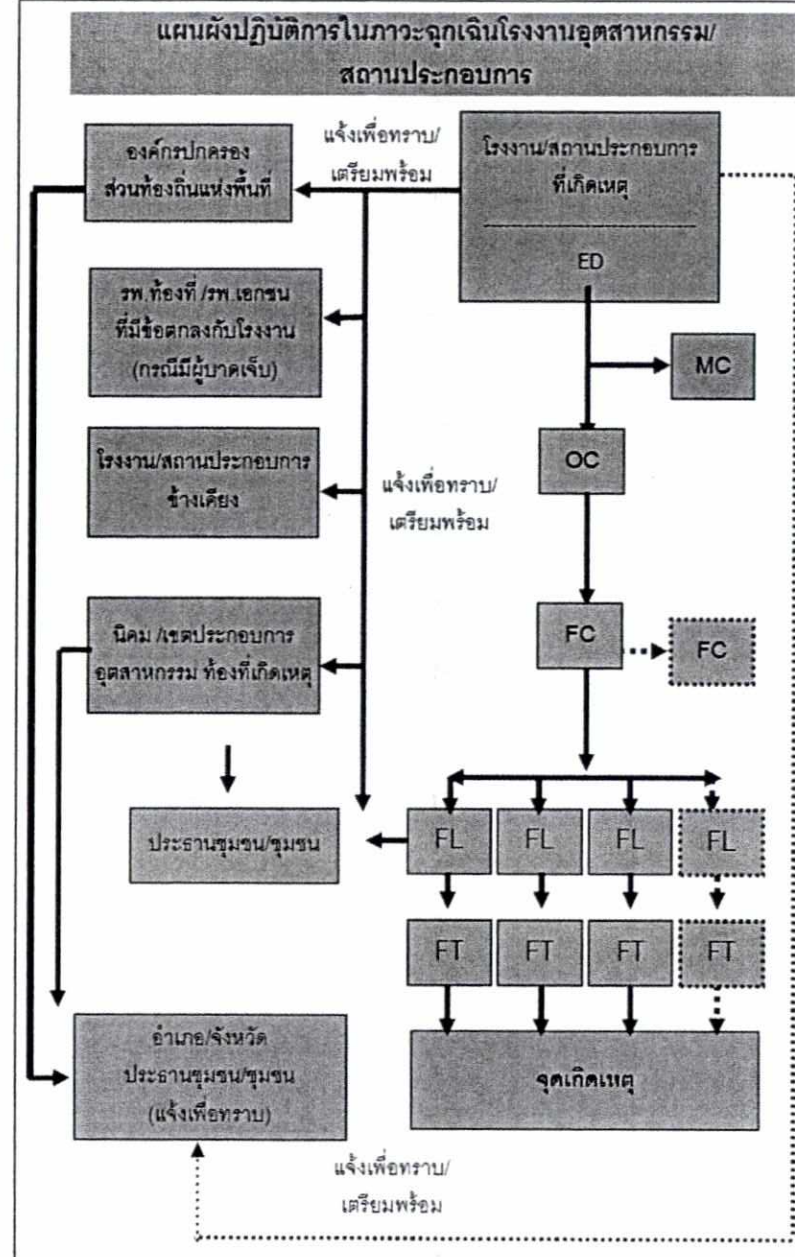 แผนผังปฏิบัติการในภาวะฉุกเฉินโรงงานอุตสาหกรรม/
สถานประกอบการ
องค์กรปกครอง
ส่วนท้องถิ่นแห่งพื้นที่
แจ้งเพื่อทราบ/
เตรียมพร้อม
โรงงาน/สถานประกอบการ
ที่เกิดเหตุ
ED
รพ.ท้องที่ /รพ.เอกชน
ที่มีข้อตกลงกับโรงงาน
(กรณีมีผู้บาดเจ็บ)
MC
โรงงาน/สถานประกอบการ
ข้างเคียง
แจ้งเพื่อทราบ/
เตรียมพร้อม
OC
นิคม /เขตประกอบการ
อุตสาหกรรม ท้องที่เกิดเหตุ
FC
FC
ประธานชุมชน/ชุมชน
FL FL FL FL
FT FT FT FT
อำเภอ/จังหวัด
ประธานชุมชน/ชุมชน
(แจ้งเพื่อทราบ)
จุดเกิดเหตุ
แจ้งเพื่อทราบ/
เตรียมพร้อม